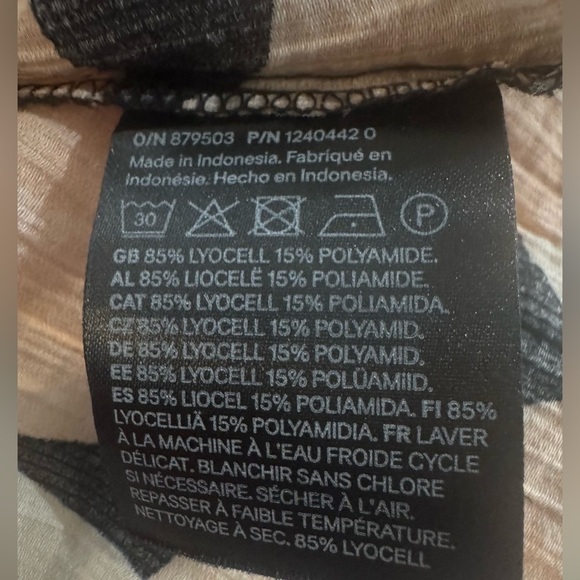 O/N 879503 P/N 1240442 0
Made in Indonesia. Fabriqué en
Indonésie. Hecho en Indonesia.
30 P
GB 85% LYOCELL 15% POLYAMIDE.
AL 85% LIOCELË 15% POLIAMIDE.
CAT 85% LYOCELL 15% POLIAMIDA.
CZ 85% LYOCELL 15% POLYAMID.
DE 85% LYOCELL 15% POLYAMID.
EE 85% LYOCELL 15% POLÜAMIID.
ES 85% LIOCEL 15% POLIAMIDA. FI 85%
LYOCELLIÄ 15% POLYAMIDIA. FR LAVER
À LA MACHINE À L'EAU FROIDE CYCLE
DÉLICAT. BLANCHIR SANS CHLORE
SI NÉCESSAIRE. SÉCHER À L'AIR.
REPASSER À FAIBLE TEMPÉRATURE.
NETTOYAGE À SEC. 85% LYOCELL